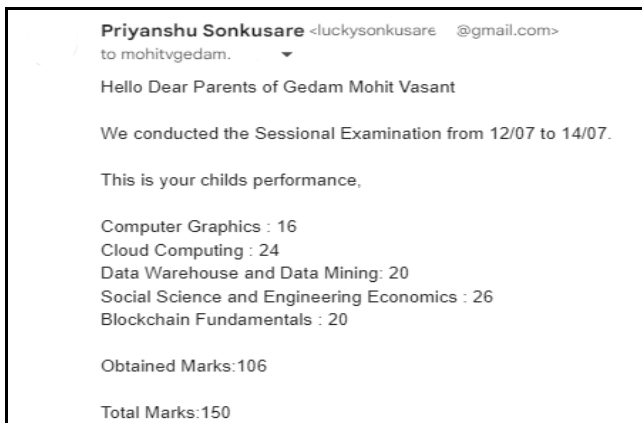 Priyanshu Sonkusare <luckysonkusare @gmail.com>
to mohitvgedam.
Hello Dear Parents of Gedam Mohit Vasant
We conducted the Sessional Examination from 12/07 to 14/07.
This is your childs performance,
Computer Graphics : 16
Cloud Computing : 24
Data Warehouse and Data Mining: 20
Social Science and Engineering Economics : 26
Blockchain Fundamentals : 20
Obtained Marks:106
Total Marks:150